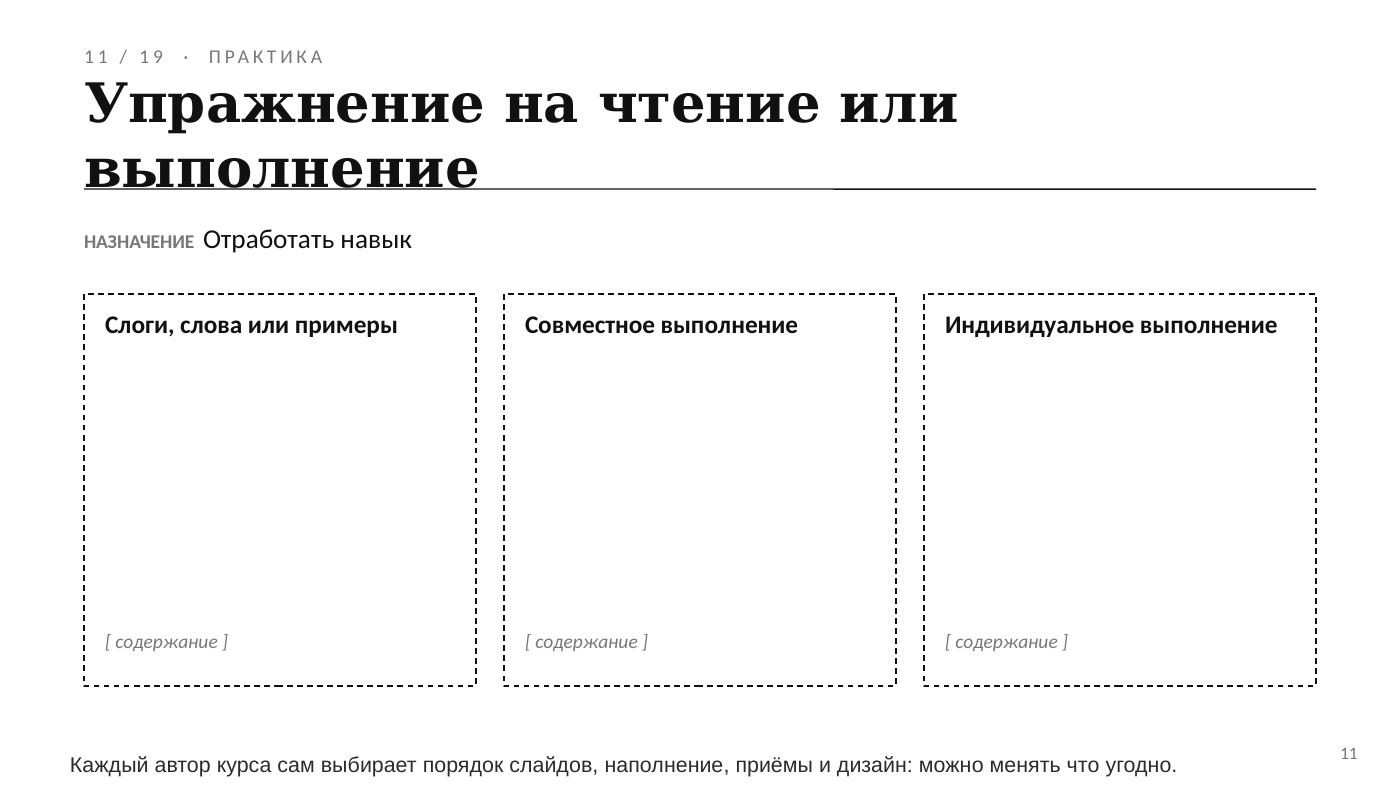 11 / 19 · ПРАКТИКА
Упражнение на чтение или
выполнение
НАЗНАЧЕНИЕ Отработать навык
Слоги, слова или примеры
[ содержание ]
Совместное выполнение
[ содержание ]
Индивидуальное выполнение
[ содержание ]
Каждый автор курса сам выбирает порядок слайдов, наполнение, приёмы и дизайн: можно менять что угодно.
11